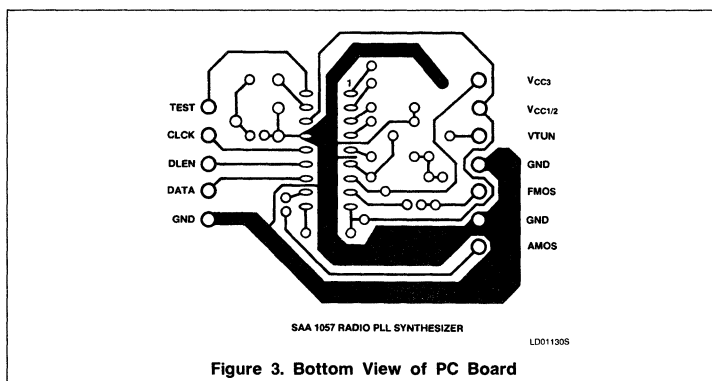 TEST
CLCK
DLEN
DATA
GND
1
VCC3
VCC1/2
VTUN
GND
FMOS
GND
AMOS
SAA 1057 RADIO PLL SYNTHESIZER
LD01130S
Figure 3. Bottom View of PC Board